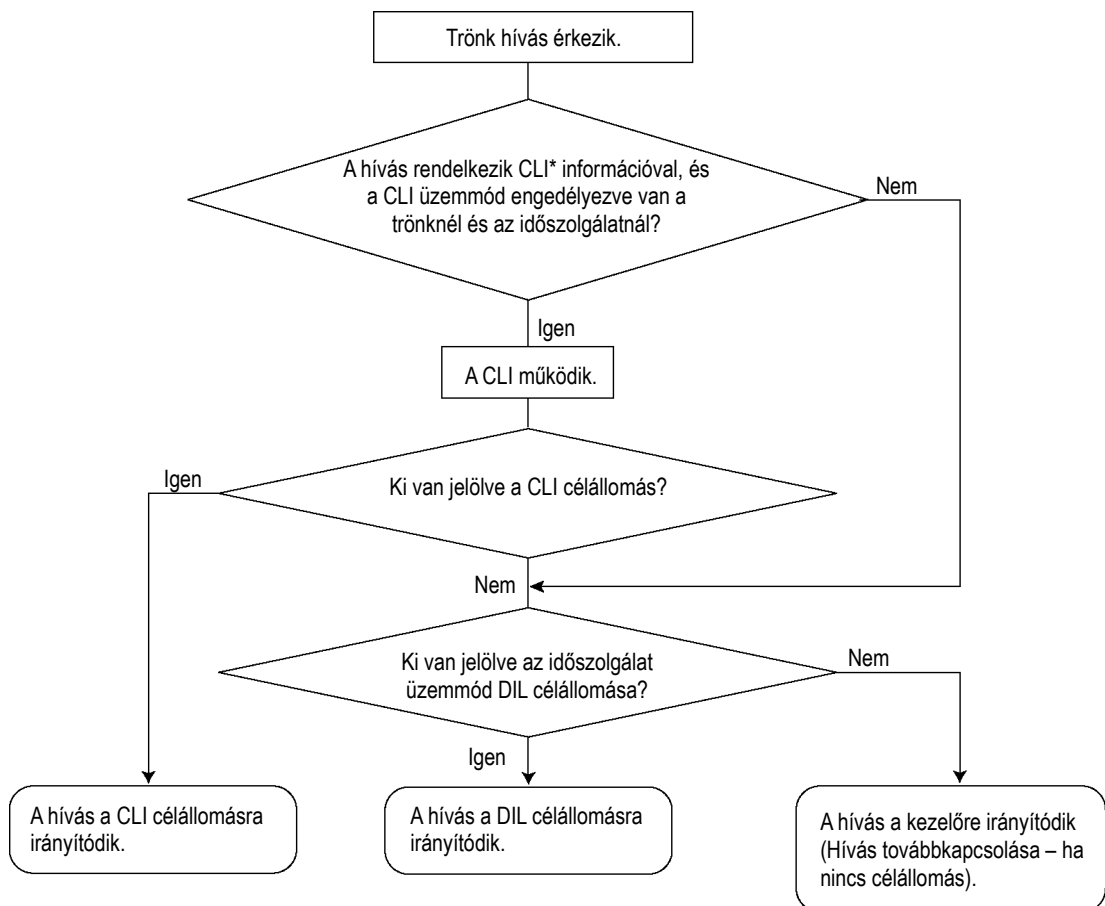 Trönk hívás érkezik.
A hívás rendelkezik CLI* információval, és
a CLI üzemmód engedélyezve van a
trönknél és az időszolgálatnál?
Nem
Igen
A CLI működik.
Igen
Ki van jelölve a CLI célállomás?
Nem
Ki van jelölve az időszolgálat
üzemmód DIL célállomása?
Nem
Igen
A hívás a CLI célállomásra
irányítódik.
A hívás a DIL célállomásra
irányítódik.
A hívás a kezelőre irányítódik
(Hívás továbbkapcsolása – ha
nincs célállomás).